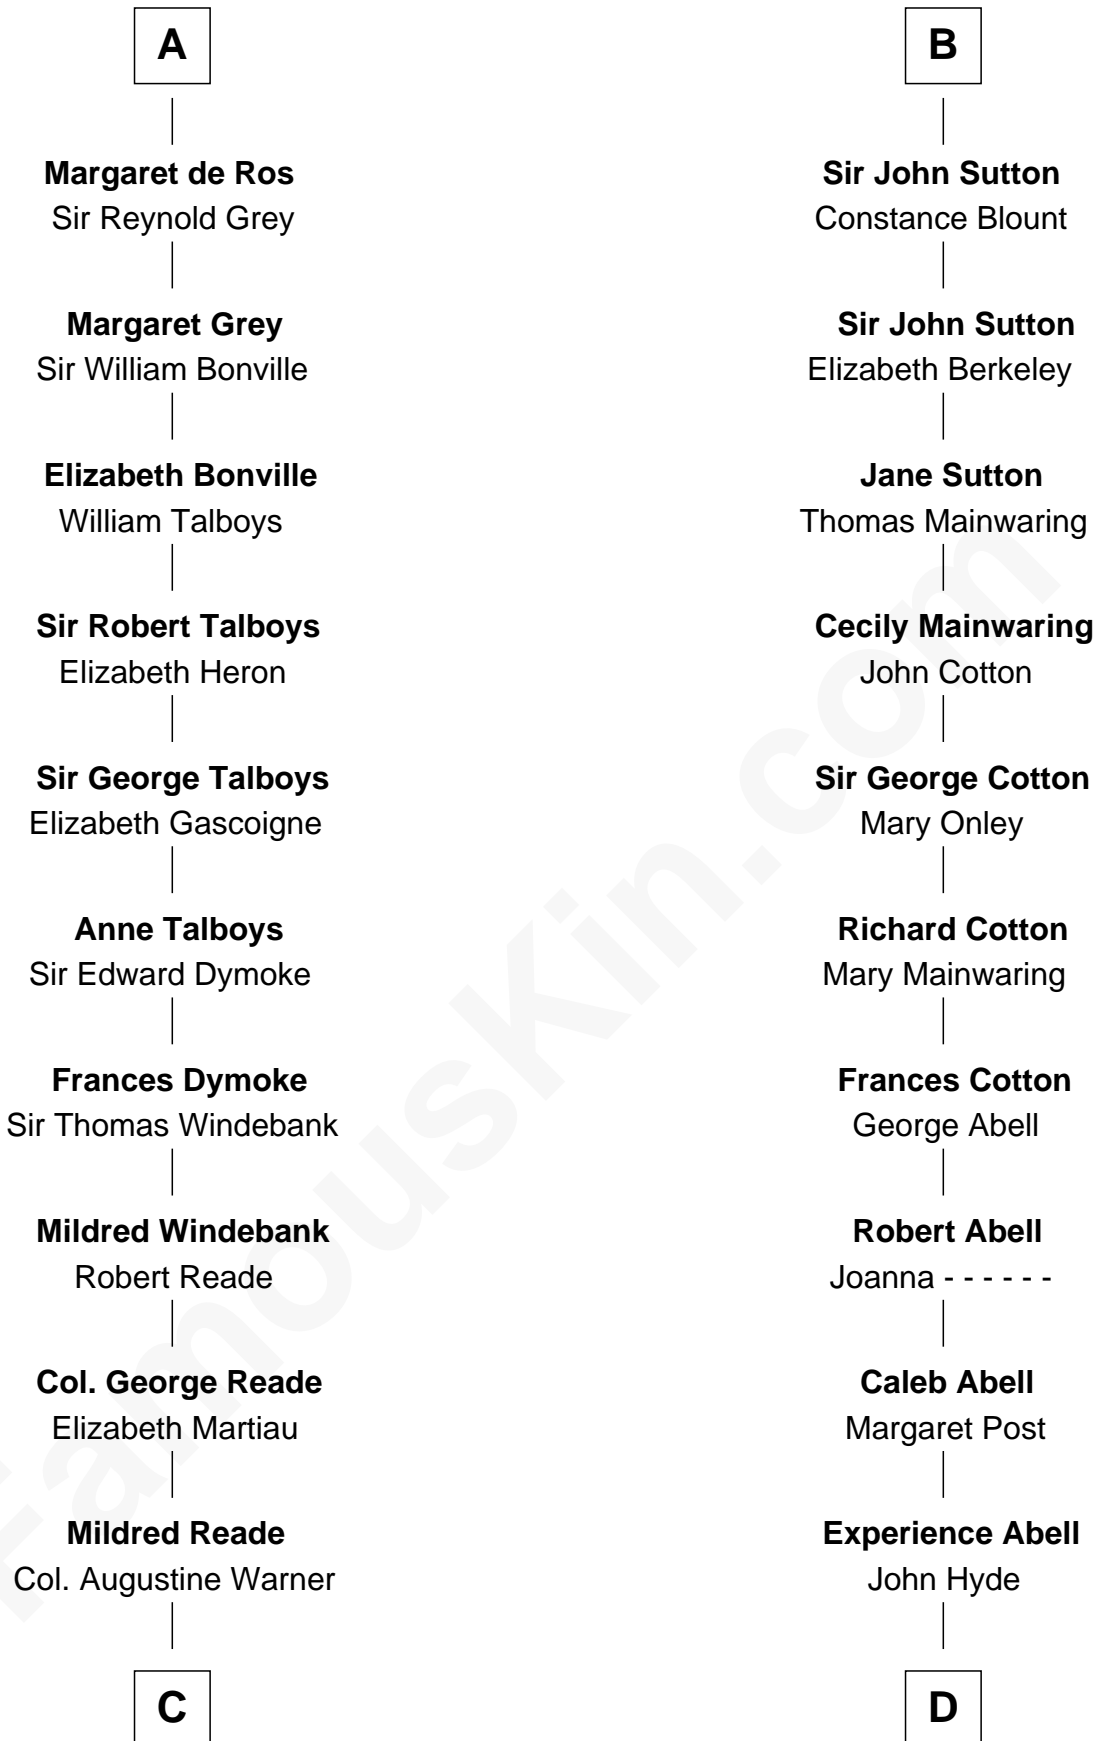 A
Margaret de Ros
Sir Reynold Grey
Margaret Grey
Sir William Bonville
Elizabeth Bonville
William Talboys
Sir Robert Talboys
Elizabeth Heron
Sir George Talboys
Elizabeth Gascoigne
Anne Talboys
Sir Edward Dymoke
Frances Dymoke
Sir Thomas Windebank
Mildred Windebank
Robert Reade
Col. George Reade
Elizabeth Martiau
Mildred Reade
Col. Augustine Warner
C
B
Sir John Sutton
Constance Blount
Sir John Sutton
Elizabeth Berkeley
Jane Sutton
Thomas Mainwaring
Cecily Mainwaring
John Cotton
Sir George Cotton
Mary Onley
Richard Cotton
Mary Mainwaring
Frances Cotton
George Abell
Robert Abell
Joanna - - - - - -
Caleb Abell
Margaret Post
Experience Abell
John Hyde
D
FamousKin.com